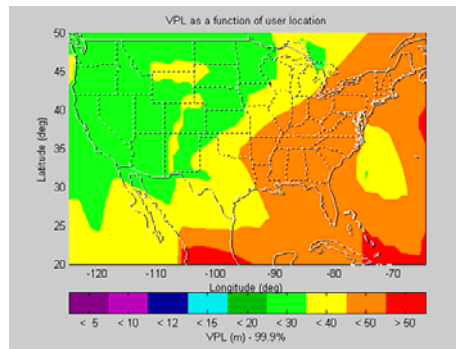 VPL as a function of user location
50
45
40
35
30
25
20
Latitude (deg)
-120 -110 -100 -90 -80 -70
Longitude (deg)
< 5 < 10 < 12 < 15 < 20 < 30 < 40 < 50 > 50
VPL (m) - 99.9%